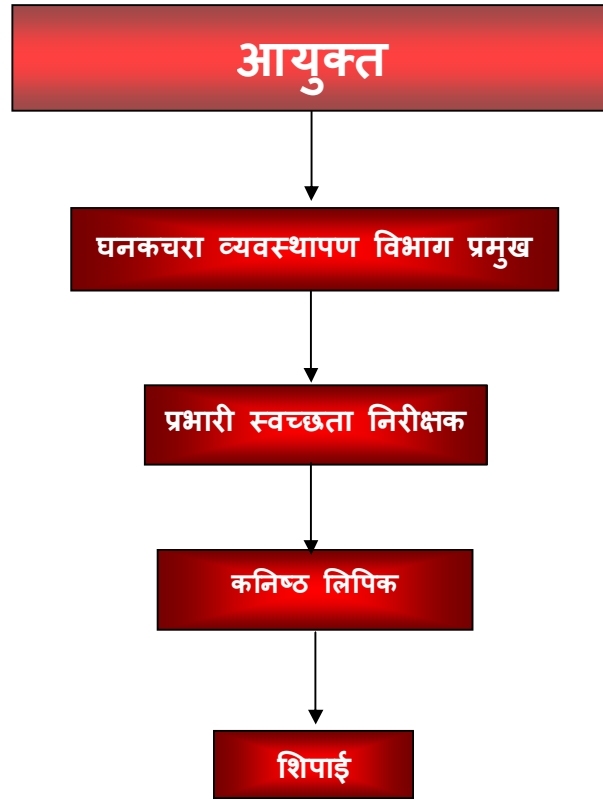 आयुक्त
घनकचरा व्यवस्थापण विभाग प्रमुख
प्रभारी स्वच्छता निरीक्षक
कनिष्ठ लिपिक
शिपाई